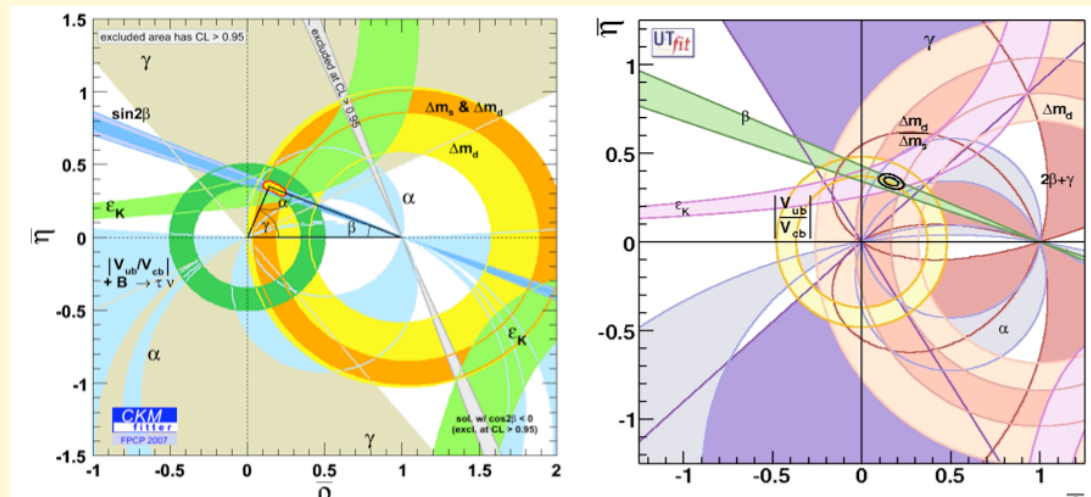 excluded area has CL > 0.95
γ
excluded at CL > 0.95
sin2β
Δm_s & Δm_d
Δm_d
ε_K
α
α
γ
β
|V_ub/V_cb|
+ B → τ ν
α
ε_K
CKM
fitter
FPCP 2007
γ
sol. w/ cos2β < 0
(excl. at CL > 0.95)
η̅
1.5
1
0.5
0
-0.5
-1
-1.5
-1
-0.5
0
0.5
1
1.5
2
ρ̅
η̅
UTfit
γ
β
Δm_d
Δm_s
Δm_d
2β+γ
ε_K
|V_ub
V_cb|
α
1
0.5
0
-0.5
-1
-1
-0.5
0
0.5
1